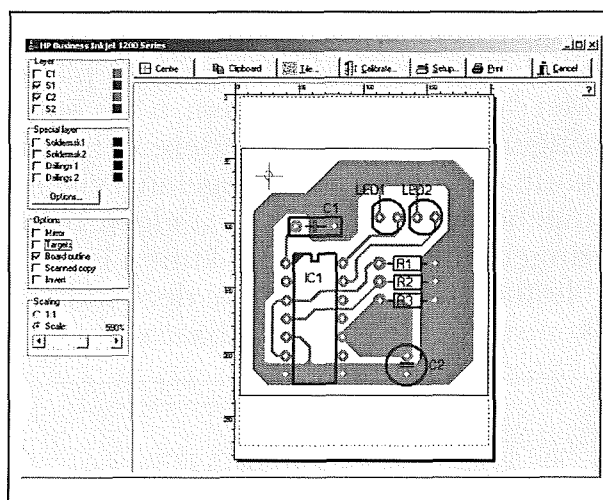 HP Business Inkjet 1200 Series
Layer
C1
S1
C2
S2
Centre
Clipboard
Tile...
Calibrate...
Setup...
Print
Cancel
?
Special layer
Soldermask1
Soldermask2
Drillings 1
Drillings 2
Options...
Options
Mirror
Targets
Board outline
Scanned copy
Invert
Scaling
1:1
Scale:
100
150
LED1 LED2
C1
IC1
R1
R2
R3
C2